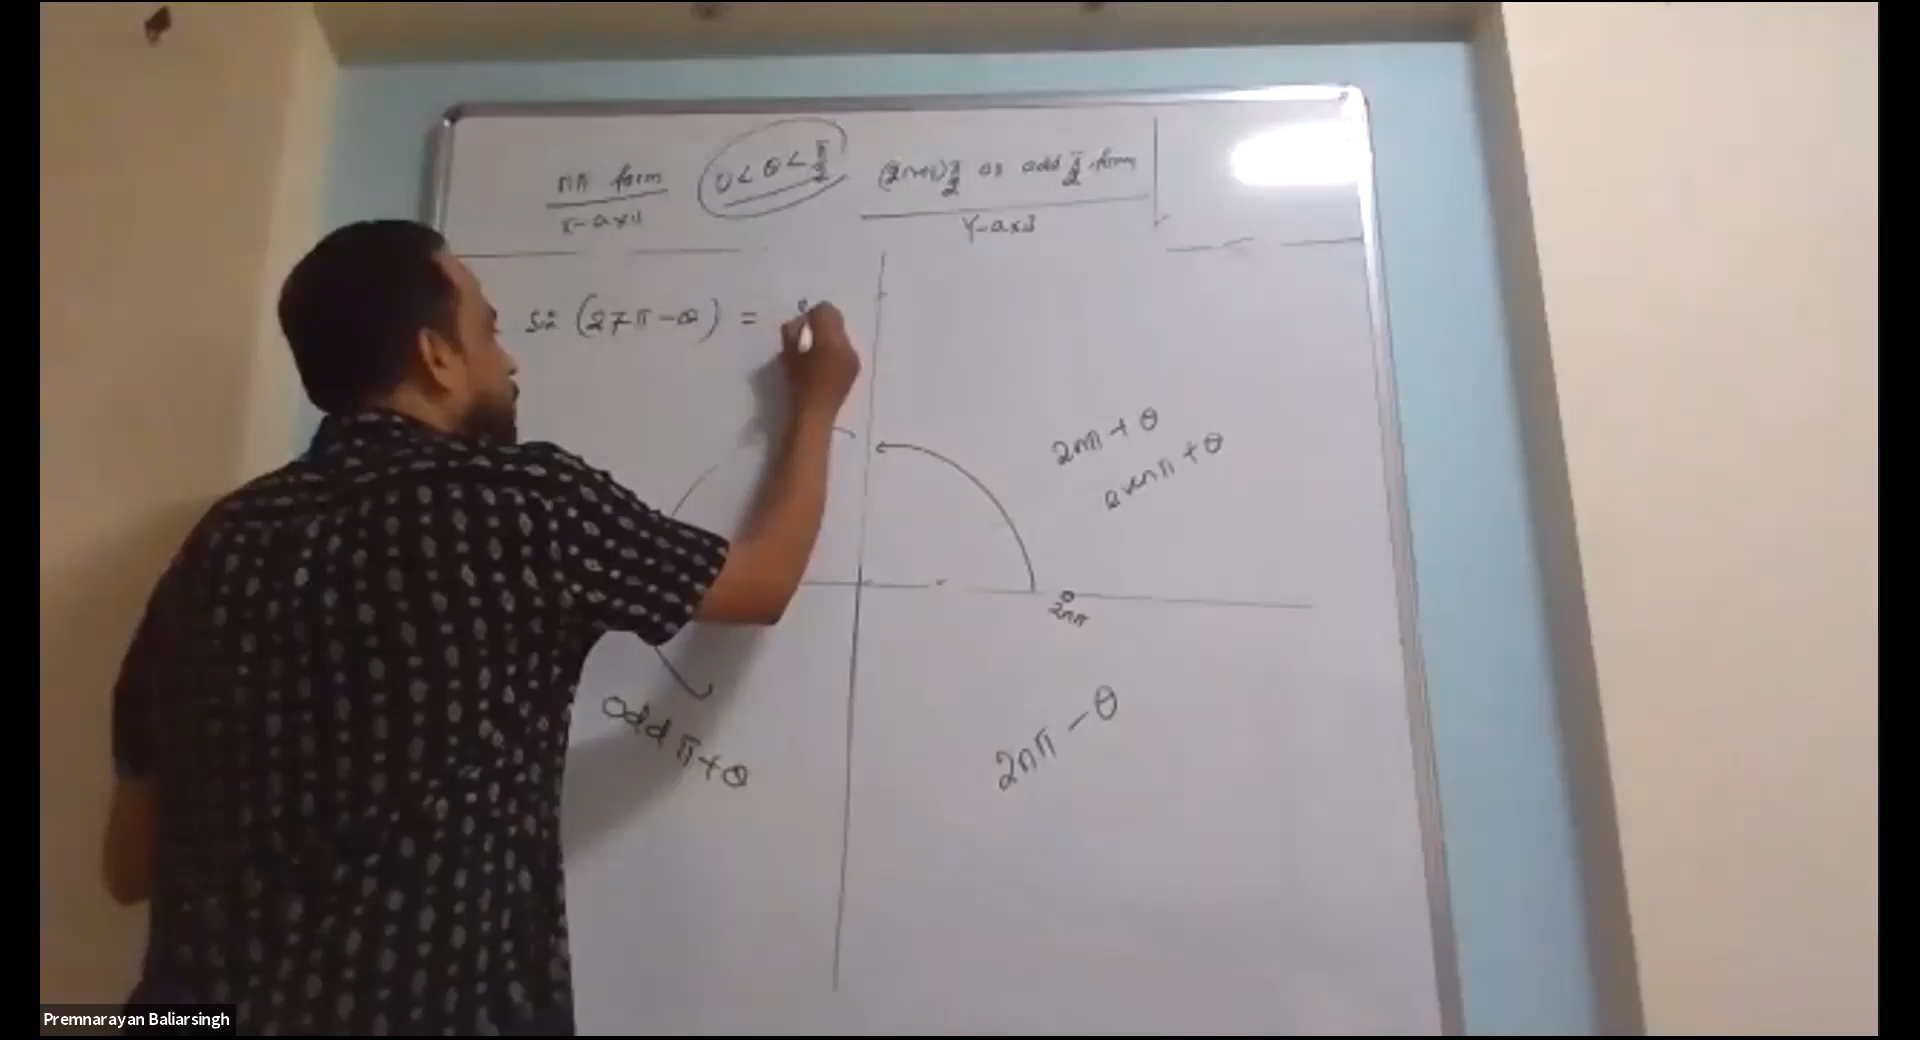 nπ form
x-axis
0<θ<π/2
(2n+1)π/2 or odd π/2 form
Y-axis
sin (27π-θ) =
2nπ + θ
even π + θ
2nπ
odd π+θ
2nπ - θ
Premnarayan Baliarsingh